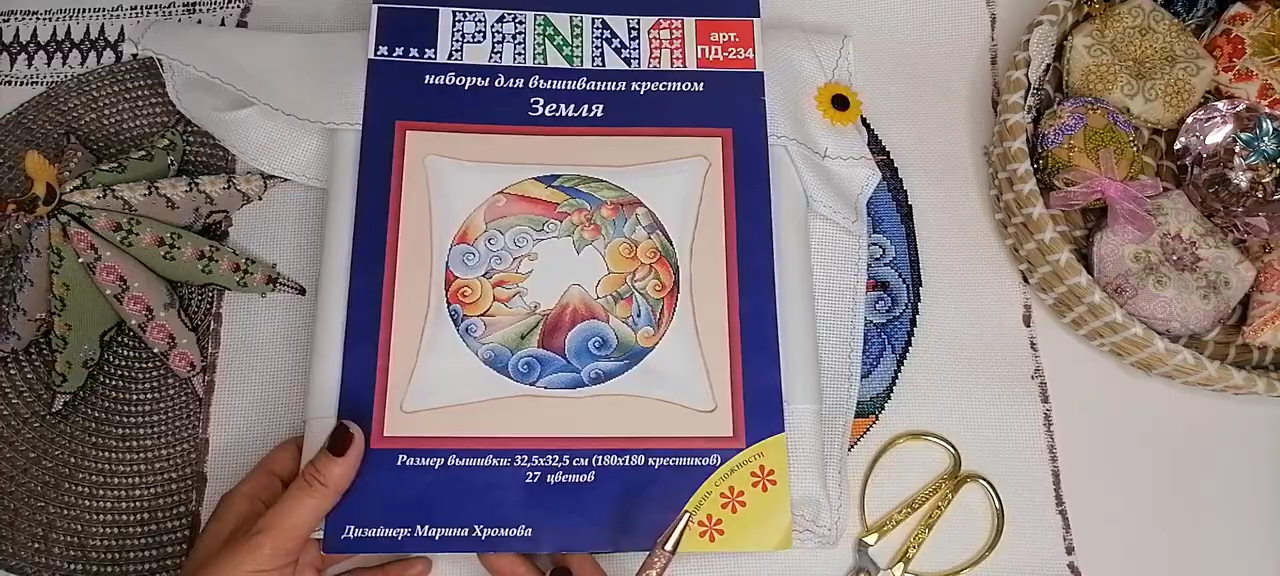 PANNA
арт.
ПД-234
наборы для вышивания крестом
Земля
Размер вышивки: 32,5х32,5 см (180х180 крестиков)
27 цветов
уровень сложности
Дизайнер: Марина Хромова